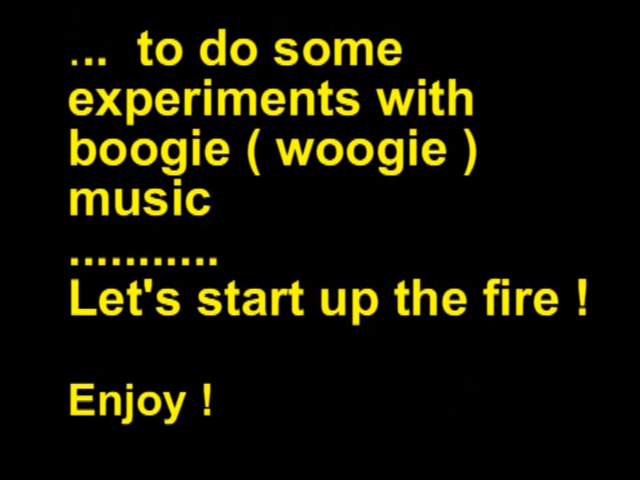 ...  to do some
experiments with
boogie ( woogie )
music
...........
Let's start up the fire !
Enjoy !